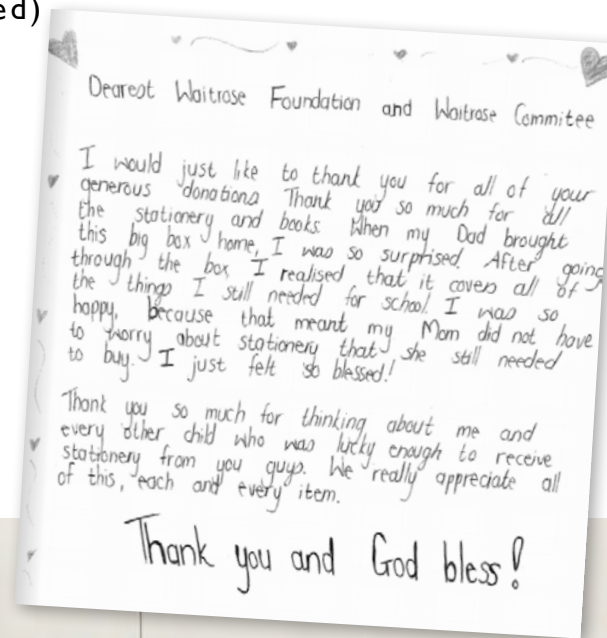 ed)
Dearest Waitrose Foundation and Waitrose Commitee
I would just like to thank you for all of your
generous donations Thank you so much for all
the stationery and books. When my Dad brought
this big box home, I was so surprised. After going
through the box I realised that it covers all of
the things I still needed for school. I was so
happy, because that meant my Mom did not have
to worry about stationery that she still needed
to buy. I just felt so blessed!
Thank you so much for thinking about me and
every other child who was lucky enough to receive
stationery from you guys. We really appreciate all
of this, each and every item.
Thank you and God bless!